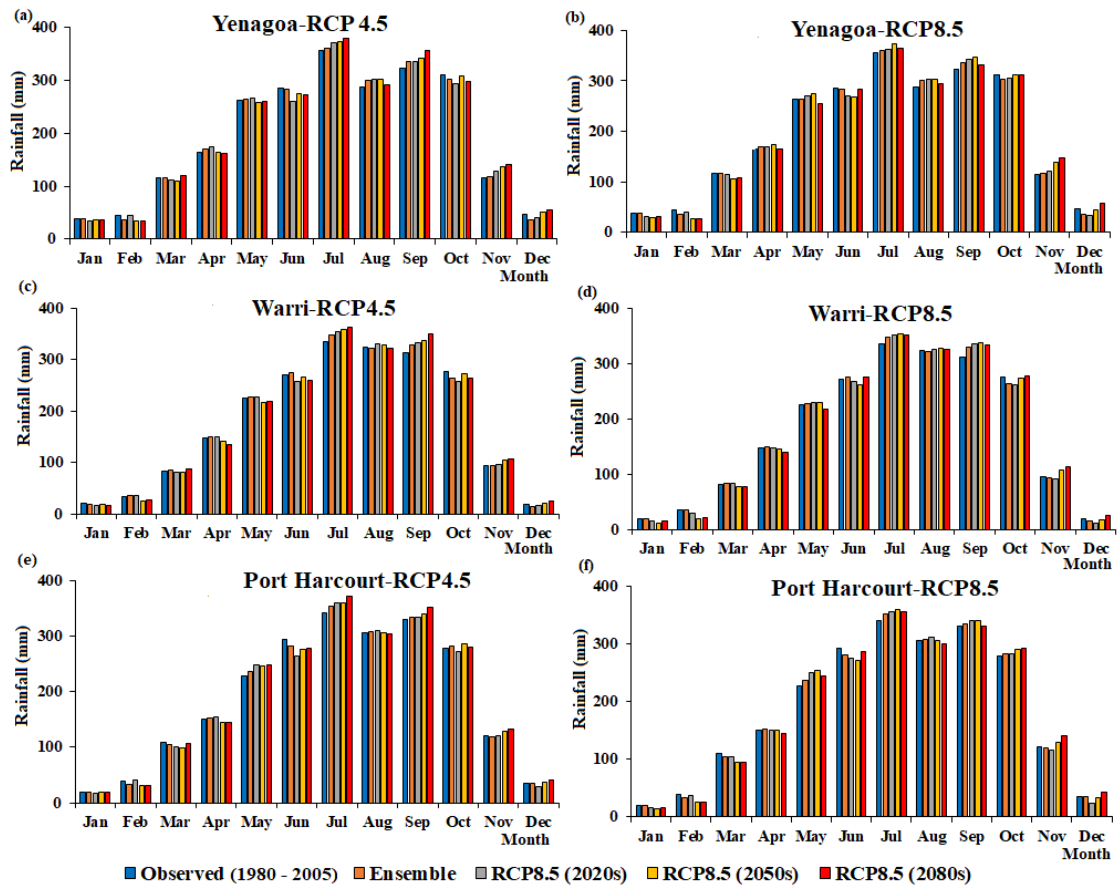 (a)
Yenagoa-RCP 4.5
Rainfall (mm)
400
300
200
100
0
Jan Feb Mar Apr May Jun Jul Aug Sep Oct Nov Dec
Month
(b)
Yenagoa-RCP8.5
Rainfall (mm)
400
300
200
100
0
Jan Feb Mar Apr May Jun Jul Aug Sep Oct Nov Dec
Month
(c)
Warri-RCP4.5
Rainfall (mm)
400
300
200
100
0
Jan Feb Mar Apr May Jun Jul Aug Sep Oct Nov Dec
Month
(d)
Warri-RCP8.5
Rainfall (mm)
400
300
200
100
0
Jan Feb Mar Apr May Jun Jul Aug Sep Oct Nov Dec
Month
(e)
Port Harcourt-RCP4.5
Rainfall (mm)
400
300
200
100
0
Jan Feb Mar Apr May Jun Jul Aug Sep Oct Nov Dec
Month
(f)
Port Harcourt-RCP8.5
Rainfall (mm)
400
300
200
100
0
Jan Feb Mar Apr May Jun Jul Aug Sep Oct Nov Dec
Month
Observed (1980 - 2005) Ensemble RCP8.5 (2020s) RCP8.5 (2050s) RCP8.5 (2080s)